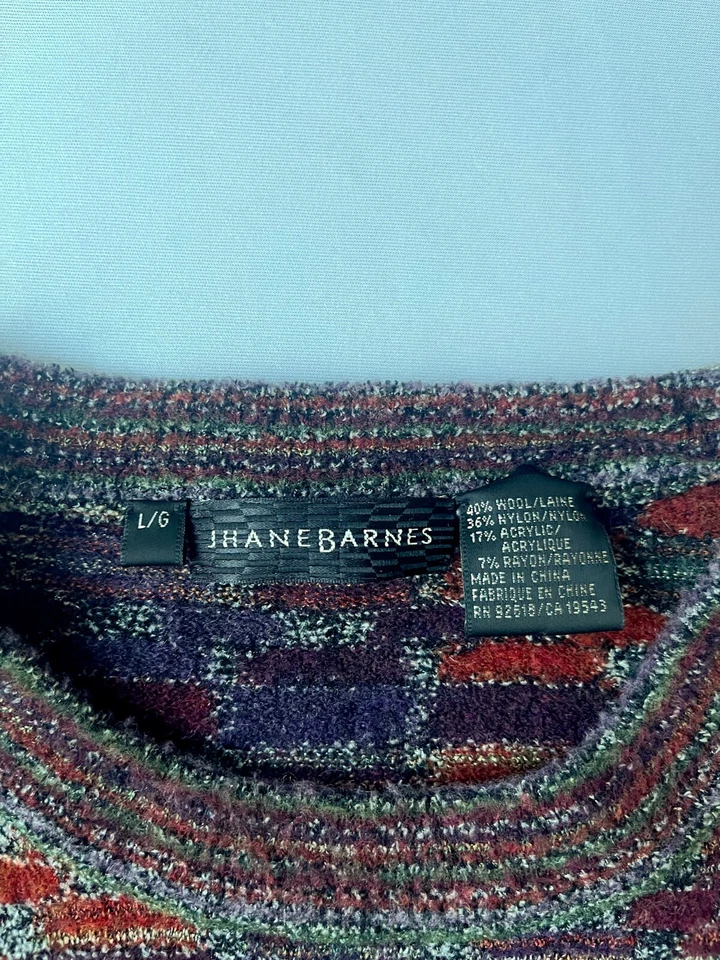 L/G
JHANEBARNES
40% WOOL/LAINE
36% NYLON/NYLON
17% ACRYLIC/
ACRYLIQUE
7% RAYON/RAYONNE
MADE IN CHINA
FABRIQUE EN CHINE
RN 92618/CA 19543